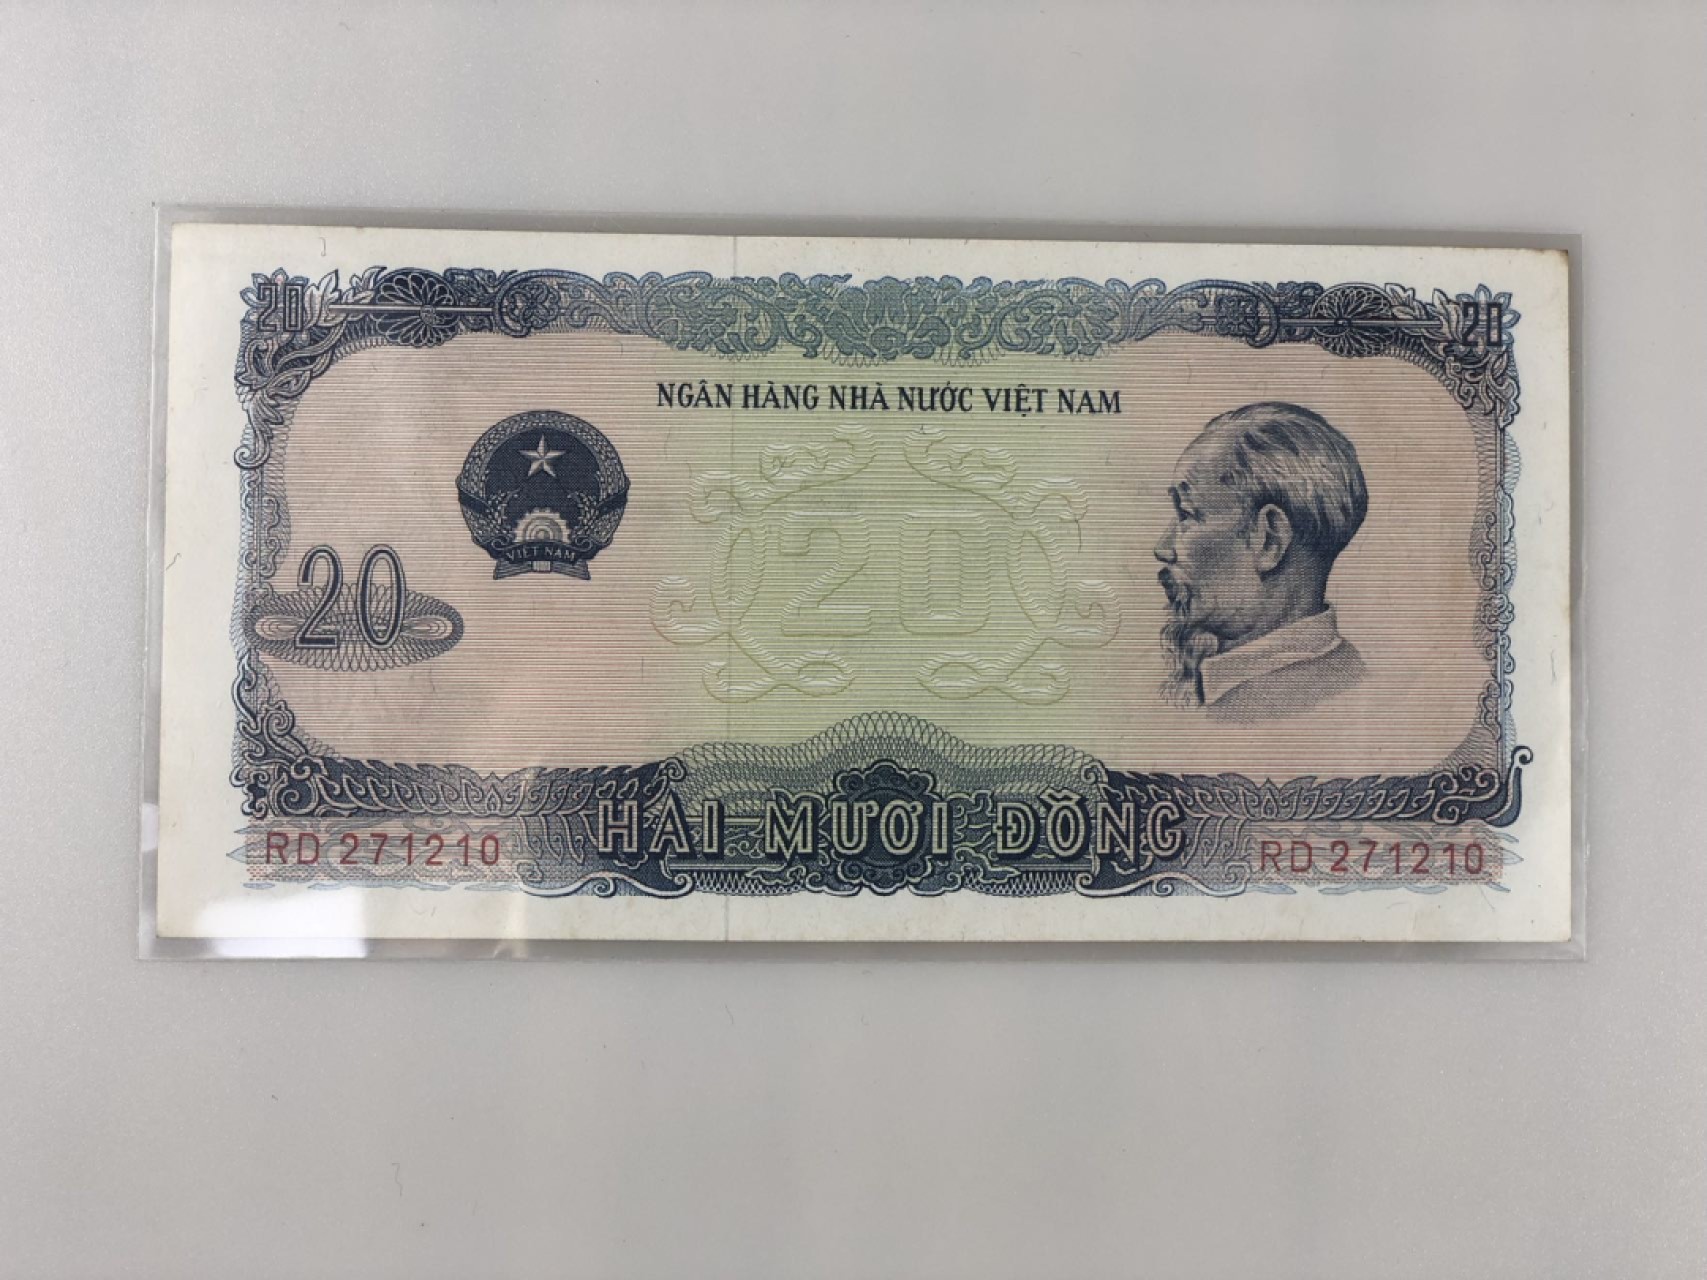 20 20
NGÂN HÀNG NHÀ NƯỚC VIỆT NAM
VIỆT NAM
20
20
HAI MƯƠI ĐỒNG
RD 271210 RD 271210